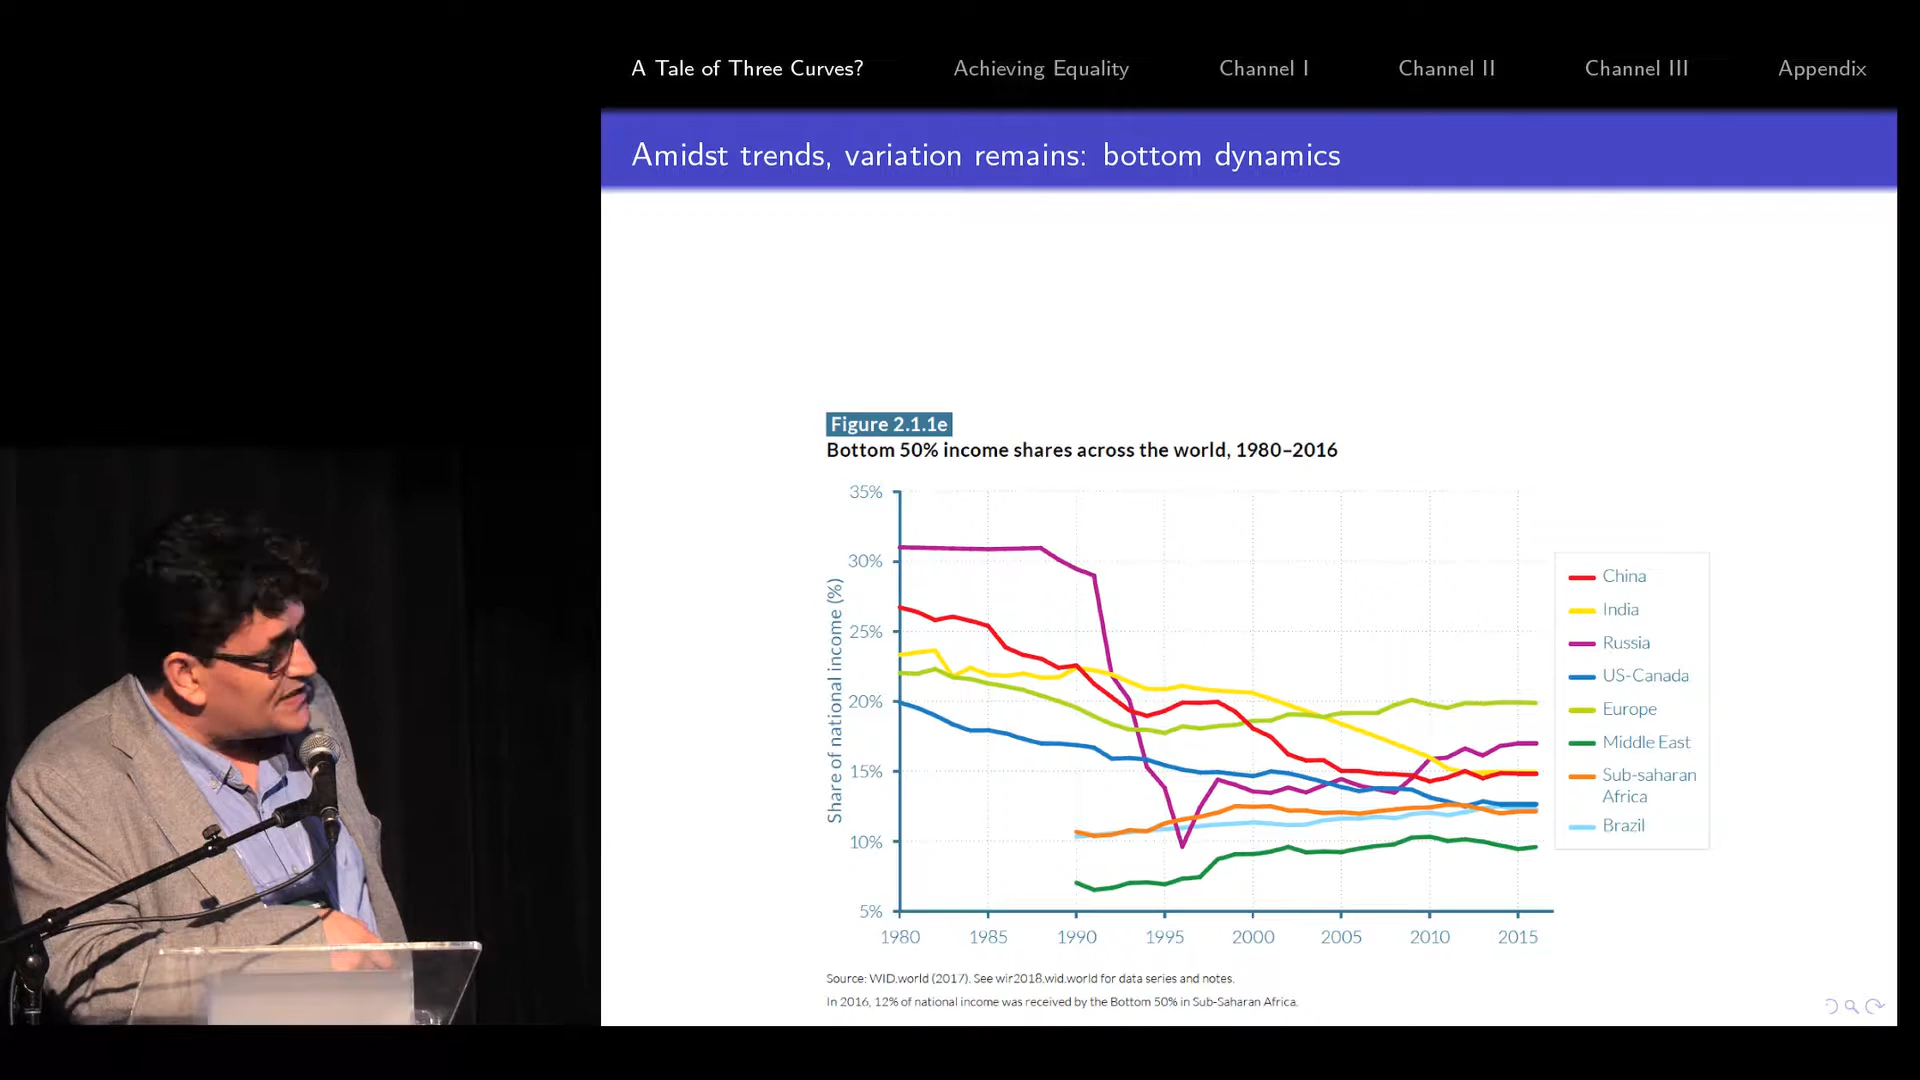 A Tale of Three Curves? Achieving Equality Channel I Channel II Channel III Appendix
Amidst trends, variation remains: bottom dynamics
Figure 2.1.1e
Bottom 50% income shares across the world, 1980–2016
Share of national income (%)
35%
30%
25%
20%
15%
10%
5%
1980 1985 1990 1995 2000 2005 2010 2015
China
India
Russia
US-Canada
Europe
Middle East
Sub-saharan
Africa
Brazil
Source: WID.world (2017). See wir2018.wid.world for data series and notes.
In 2016, 12% of national income was received by the Bottom 50% in Sub-Saharan Africa.